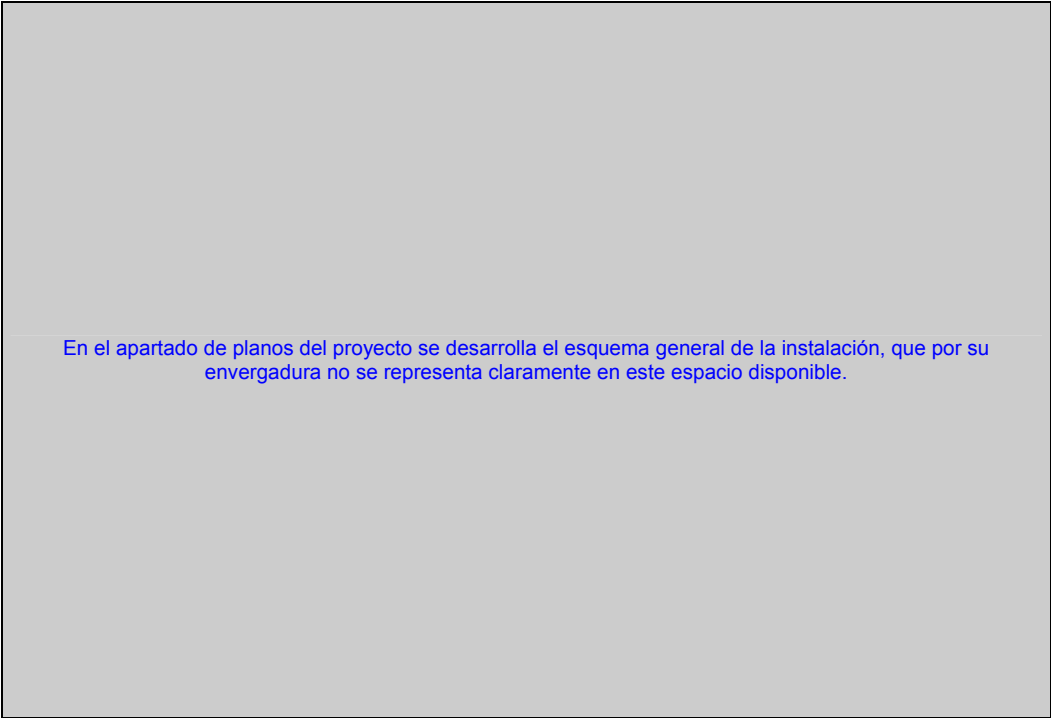 En el apartado de planos del proyecto se desarrolla el esquema general de la instalación, que por su
envergadura no se representa claramente en este espacio disponible.